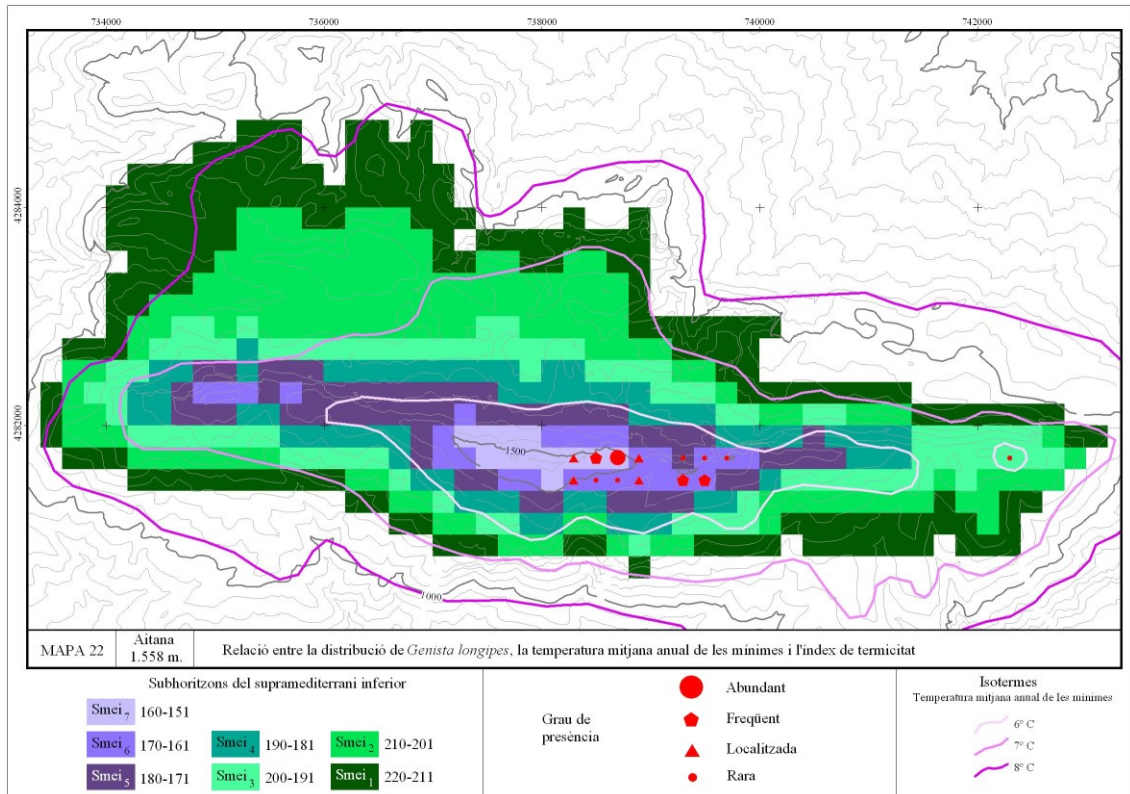 734000 736000 738000 740000 742000
4284000
4282000
1500
1000
MAPA 22
Aitana
1.558 m.
Relació entre la distribució de Genista longipes, la temperatura mitjana anual de les mínimes i l'índex de termicitat
Subhoritzons del supramediterrani inferior
Smei7 160-151
Smei6 170-161 Smei4 190-181 Smei2 210-201
Smei5 180-171 Smei3 200-191 Smei1 220-211
Grau de
presència
Abundant
Freqüent
Localitzada
Rara
Isotermes
Temperatura mitjana anual de les mínimes
6º C
7º C
8º C